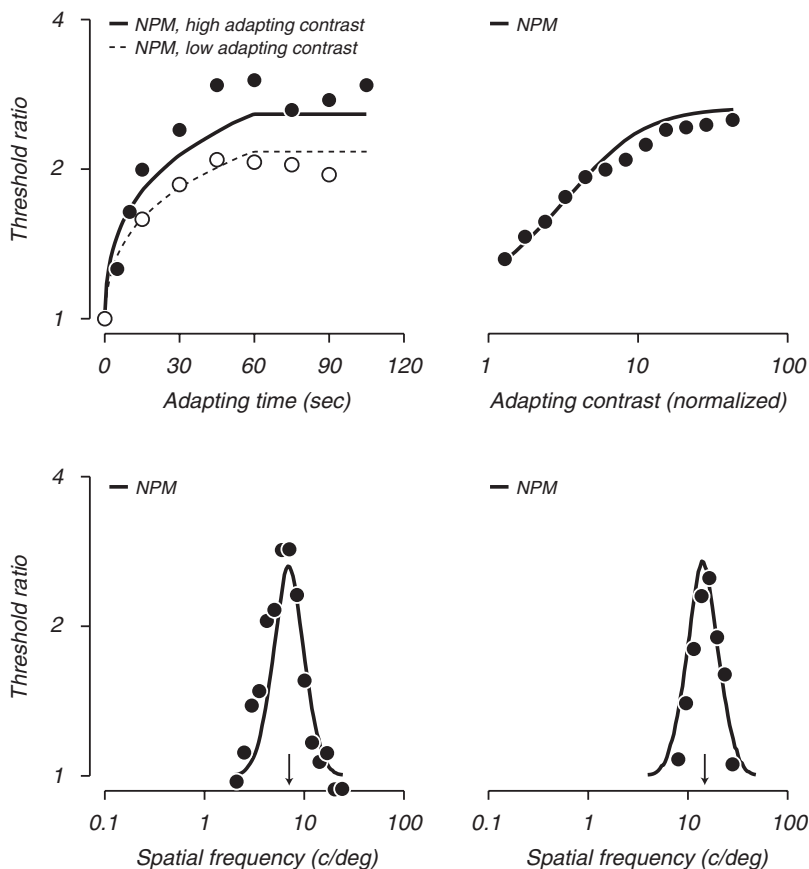 4
2
1
Threshold ratio
NPM, high adapting contrast
NPM, low adapting contrast
0 30 60 90 120
Adapting time (sec)
NPM
1 10 100
Adapting contrast (normalized)
4
2
1
Threshold ratio
NPM
0.1 1 10 100
Spatial frequency (c/deg)
NPM
0.1 1 10 100
Spatial frequency (c/deg)